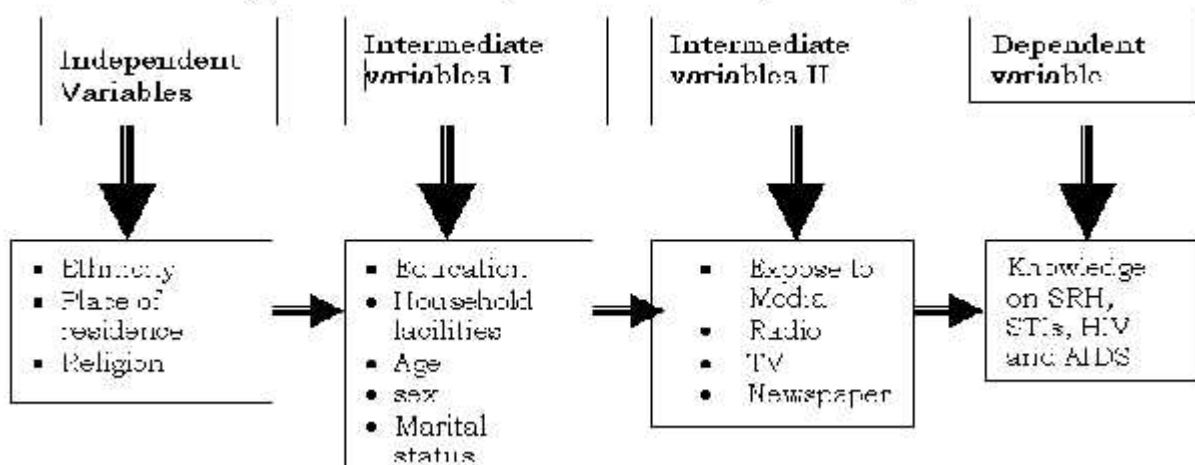 Independent
Variables
Intermediate
variables I
Intermediate
variables II
Dependent
variable
▪ Ethnicity
▪ Place of
residence
▪ Religion
▪ Education
• Household
facilities
• Age
• sex
• Marital
status
▪ Expose to
Media
• Radio
• TV
• Newspaper
Knowledge
on SRH,
STIs, HIV
and AIDS